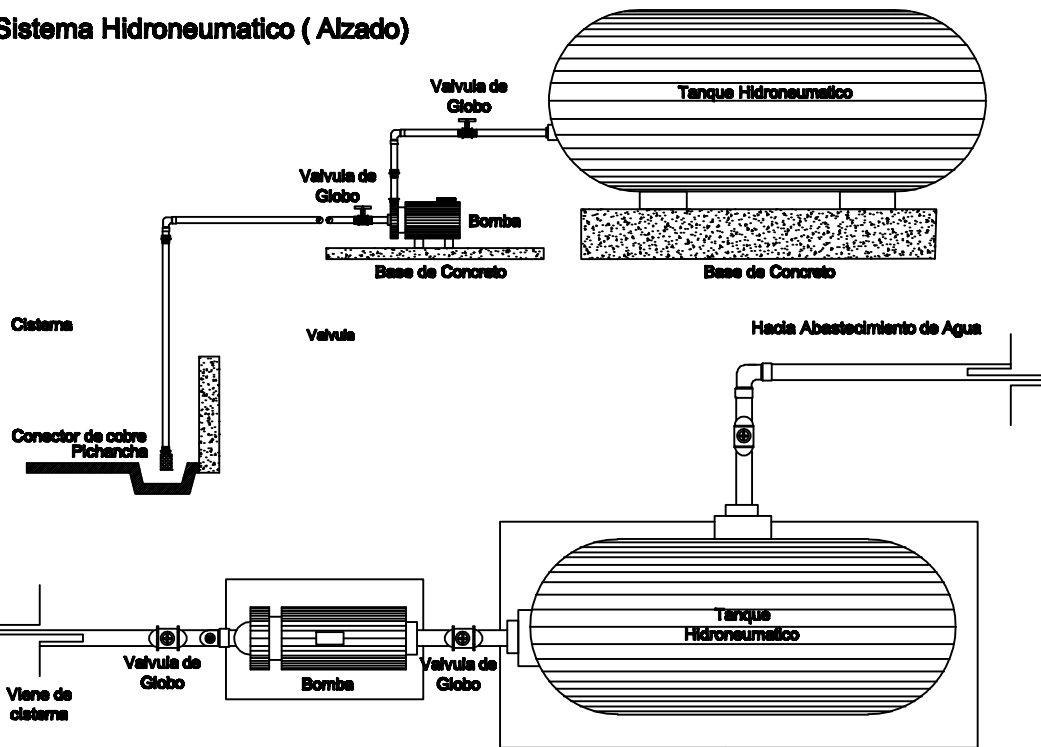 Sistema Hidroneumatico ( Alzado)
Valvula de
Globo
Tanque Hidroneumatico
Valvula de
Globo
Bomba
Base de Concreto
Base de Concreto
Cisterna
Valvula
Hacia Abastecimiento de Agua
Conector de cobre
Pichancha
Tanque
Hidroneumatico
Valvula de
Globo
Bomba
Valvula de
Globo
Viene de
cisterna